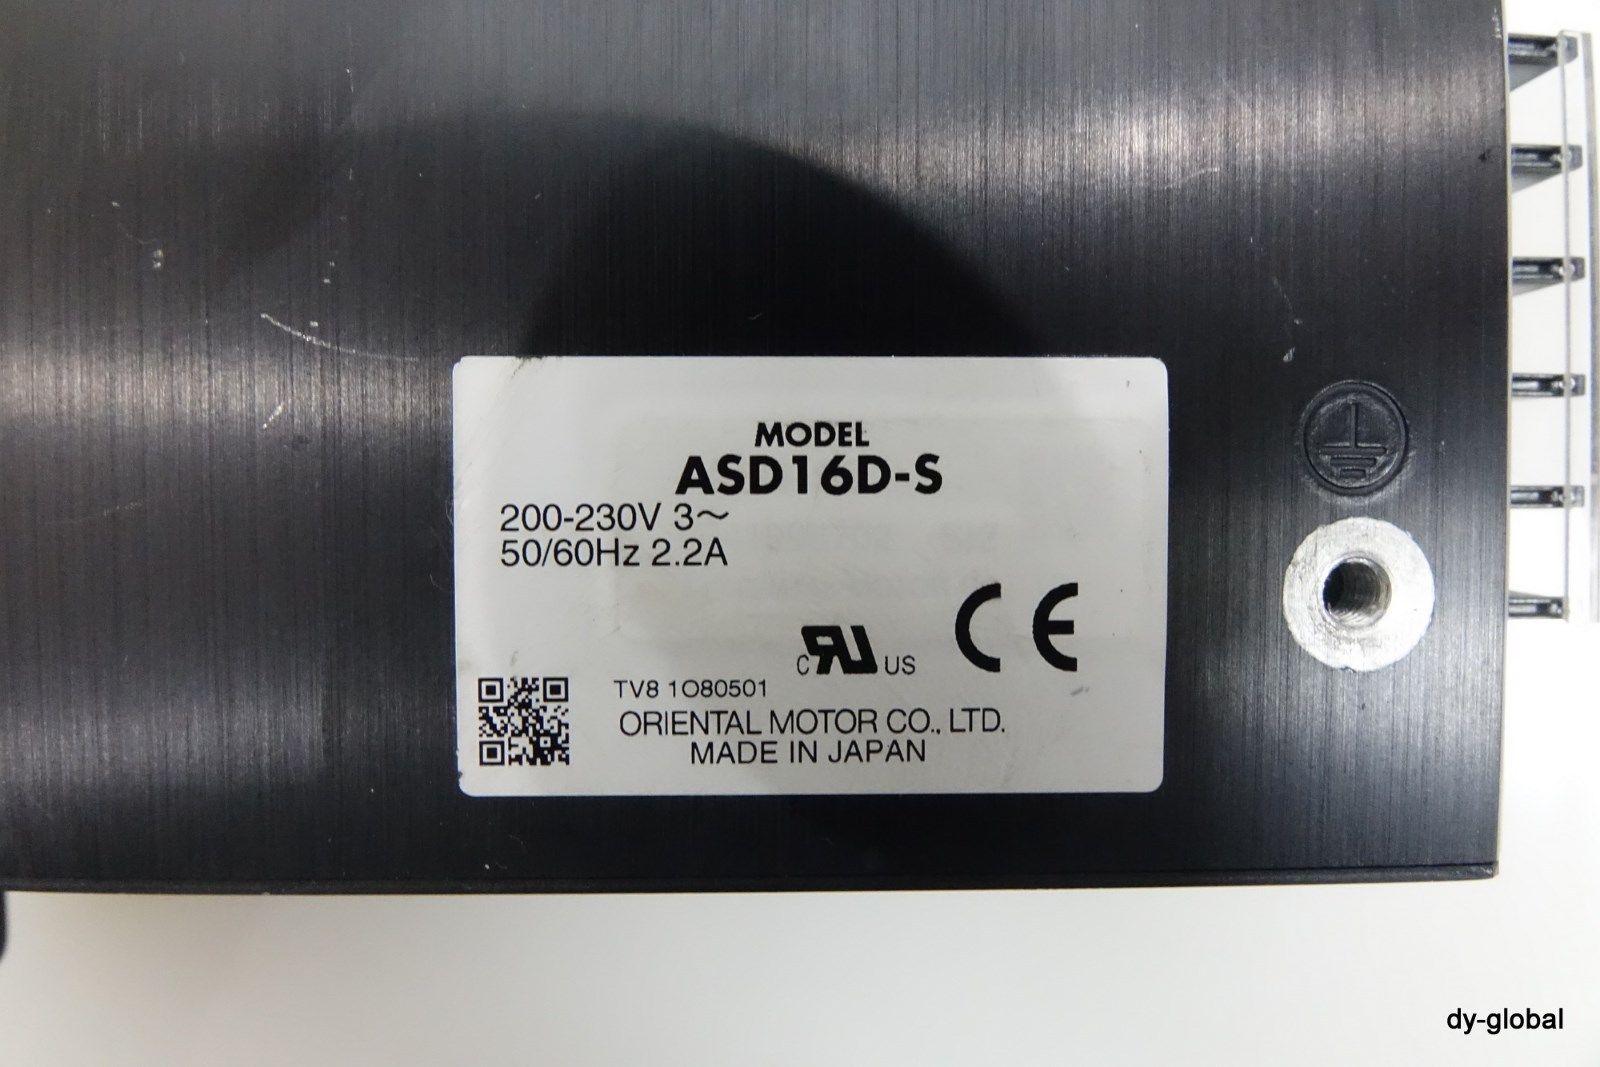 MODEL
ASD16D-S
200-230V 3～
50/60Hz 2.2A
C RU US CE
TV8 1O80501
ORIENTAL MOTOR CO., LTD.
MADE IN JAPAN
dy-global